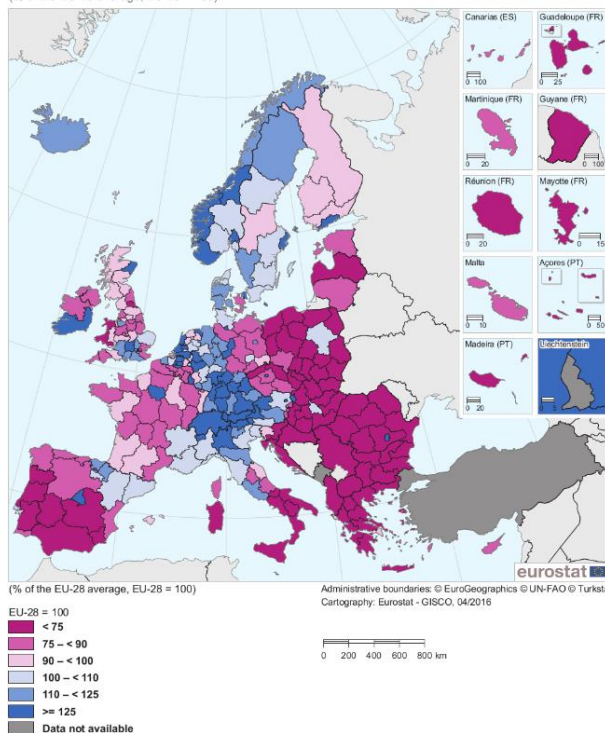 Canarias (ES)
0 100
Guadeloupe (FR)
0 25
Martinique (FR)
0 20
Guyane (FR)
0 100
Réunion (FR)
0 20
Mayotte (FR)
0 15
Malta
0 10
Açores (PT)
0 50
Madeira (PT)
0 20
Liechtenstein
eurostat
(% of the EU-28 average, EU-28 = 100)
Administrative boundaries: © EuroGeographics © UN-FAO © Turksta
Cartography: Eurostat - GISCO, 04/2016
EU-28 = 100
< 75
75 – < 90
90 – < 100
100 – < 110
110 – < 125
>= 125
Data not available
0 200 400 600 800 km